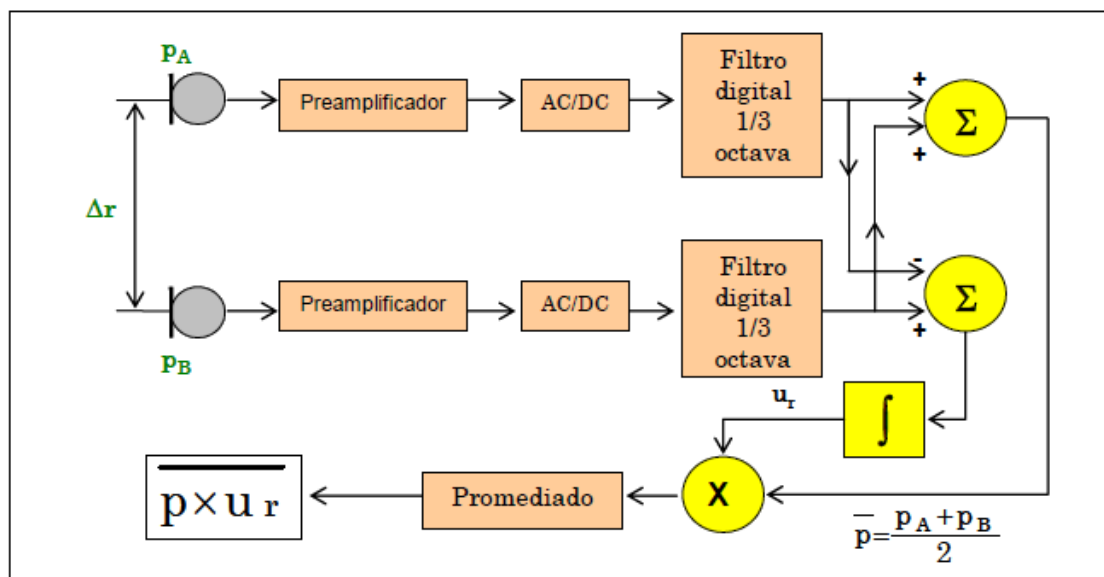 pA
Preamplificador
AC/DC
Filtro
digital
1/3
octava
+
+
Σ
Δr
pB
Preamplificador
AC/DC
Filtro
digital
1/3
octava
-
+
Σ
∫
ur
X
Promediado
p×ur
p=pA+pB
2